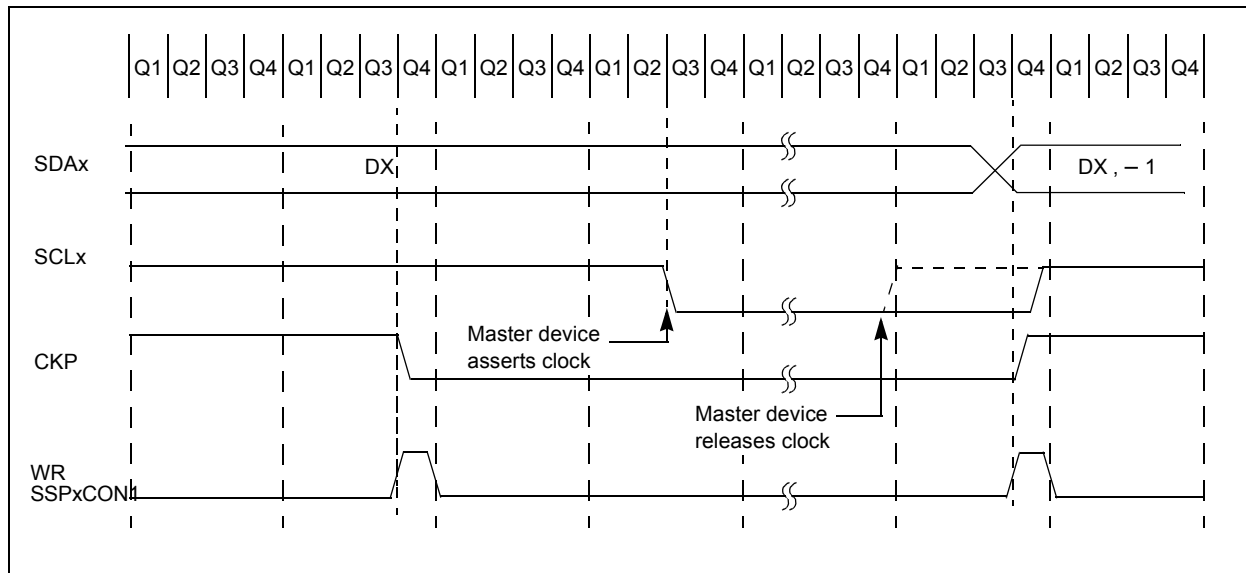 Q1 Q2 Q3 Q4 Q1 Q2 Q3 Q4 Q1 Q2 Q3 Q4 Q1 Q2 Q3 Q4 Q1 Q2 Q3 Q4 Q1 Q2 Q3 Q4 Q1 Q2 Q3 Q4
SDAx
DX
DX , – 1
SCLx
Master device
asserts clock
CKP
Master device
releases clock
WR
SSPxCON1